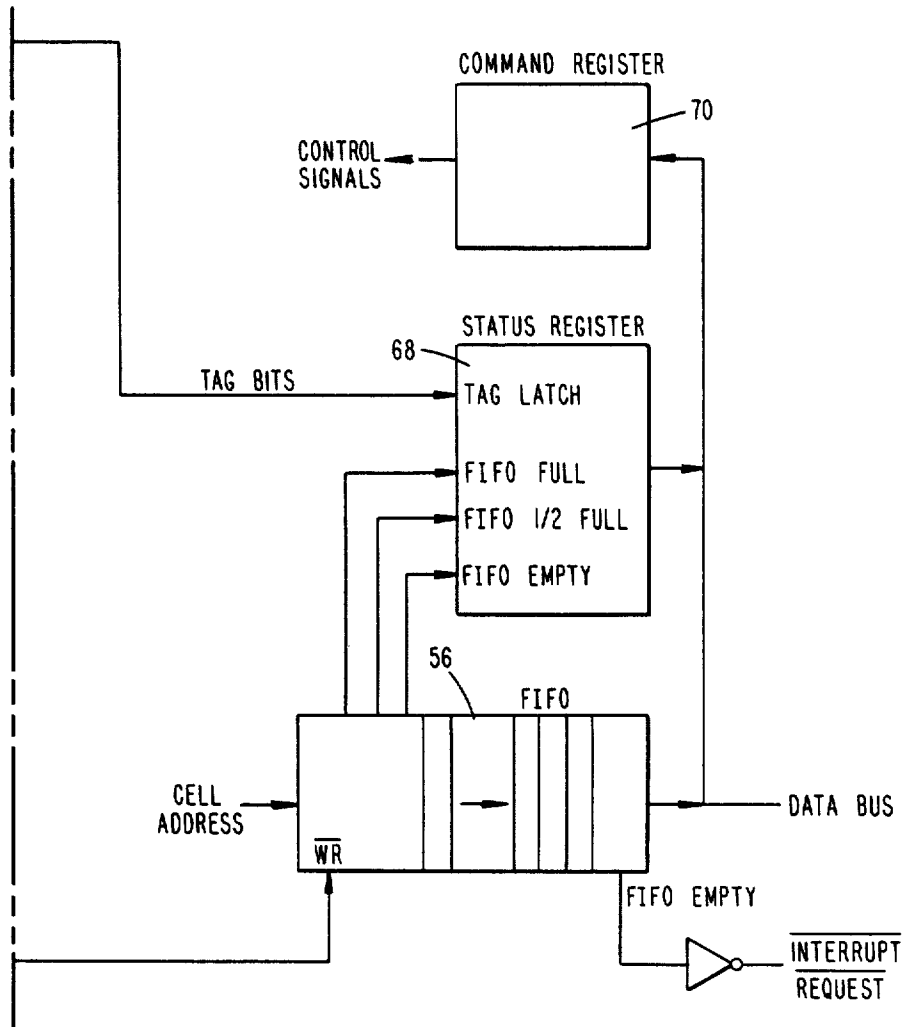 COMMAND REGISTER
70
CONTROL
SIGNALS
STATUS REGISTER
68
TAG BITS
TAG LATCH
FIFO FULL
FIFO 1/2 FULL
FIFO EMPTY
56
FIFO
CELL
ADDRESS
WR
DATA BUS
FIFO EMPTY
INTERRUPT
REQUEST